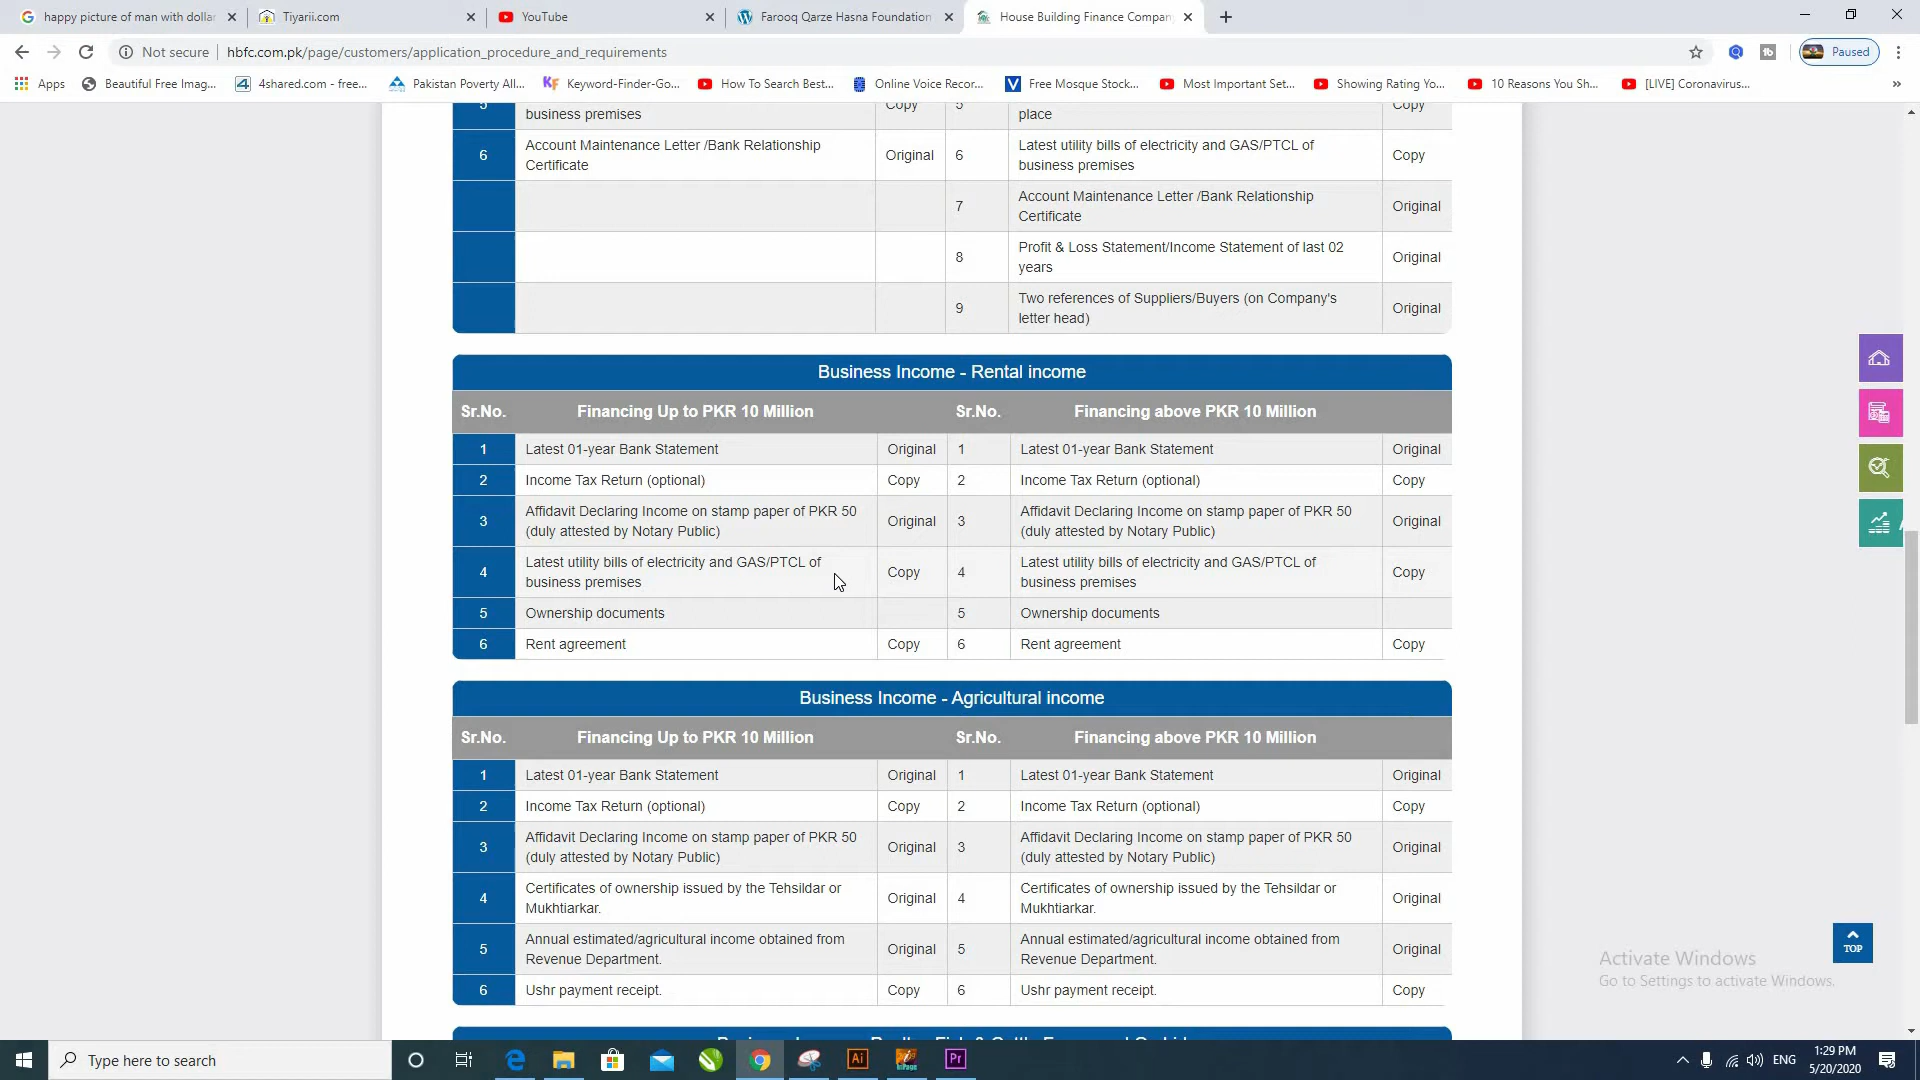 happy picture of man with dollar
Tiyarii.com
YouTube
Farooq Qarze Hasna Foundation
House Building Finance Compan
Not secure
hbfc.com.pk/page/customers/application_procedure_and_requirements
Paused
Apps
Beautiful Free Imag...
4shared.com - free...
Pakistan Poverty Al...
Keyword-Finder-Go...
How To Search Best...
Online Voice Recor...
Free Mosque Stock...
Most Important Set...
Showing Rating Yo...
10 Reasons You Sh...
[LIVE] Coronavirus...
5 business premises Copy 5 place Copy
6 Account Maintenance Letter /Bank Relationship Original 6 Latest utility bills of electricity and GAS/PTCL of Copy
Certificate business premises
7 Account Maintenance Letter /Bank Relationship Original
Certificate
8 Profit & Loss Statement/Income Statement of last 02 Original
years
9 Two references of Suppliers/Buyers (on Company's Original
letter head)
Business Income - Rental income
Sr.No. Financing Up to PKR 10 Million Sr.No. Financing above PKR 10 Million
1 Latest 01-year Bank Statement Original 1 Latest 01-year Bank Statement Original
2 Income Tax Return (optional) Copy 2 Income Tax Return (optional) Copy
3 Affidavit Declaring Income on stamp paper of PKR 50 Original 3 Affidavit Declaring Income on stamp paper of PKR 50 Original
(duly attested by Notary Public) (duly attested by Notary Public)
4 Latest utility bills of electricity and GAS/PTCL of Copy 4 Latest utility bills of electricity and GAS/PTCL of Copy
business premises business premises
5 Ownership documents 5 Ownership documents
6 Rent agreement Copy 6 Rent agreement Copy
Business Income - Agricultural income
Sr.No. Financing Up to PKR 10 Million Sr.No. Financing above PKR 10 Million
1 Latest 01-year Bank Statement Original 1 Latest 01-year Bank Statement Original
2 Income Tax Return (optional) Copy 2 Income Tax Return (optional) Copy
3 Affidavit Declaring Income on stamp paper of PKR 50 Original 3 Affidavit Declaring Income on stamp paper of PKR 50 Original
(duly attested by Notary Public) (duly attested by Notary Public)
4 Certificates of ownership issued by the Tehsildar or Original 4 Certificates of ownership issued by the Tehsildar or Original
Mukhtiarkar. Mukhtiarkar.
5 Annual estimated/agricultural income obtained from Original 5 Annual estimated/agricultural income obtained from Original
Revenue Department. Revenue Department.
6 Ushr payment receipt. Copy 6 Ushr payment receipt. Copy
TOP
Activate Windows
Go to Settings to activate Windows.
Type here to search
Ai
Pr
ENG
1:29 PM
5/20/2020